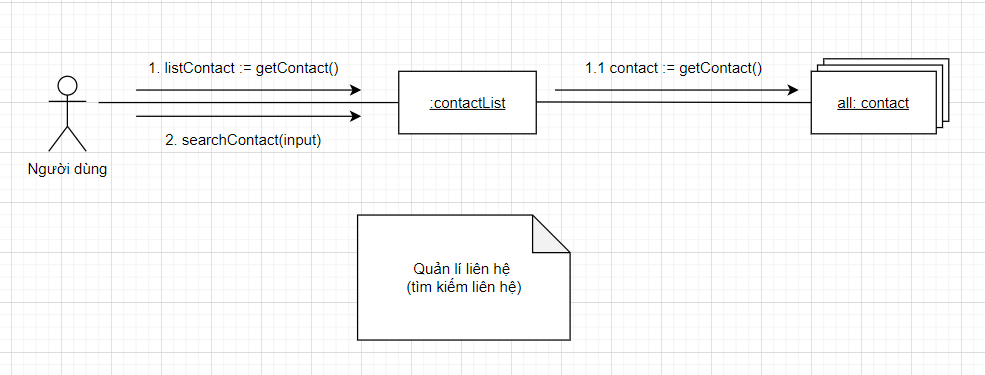 1. listContact := getContact()
1.1 contact := getContact()
:contactList
all: contact
2. searchContact(input)
Người dùng
Quản lí liên hệ
(tìm kiếm liên hệ)